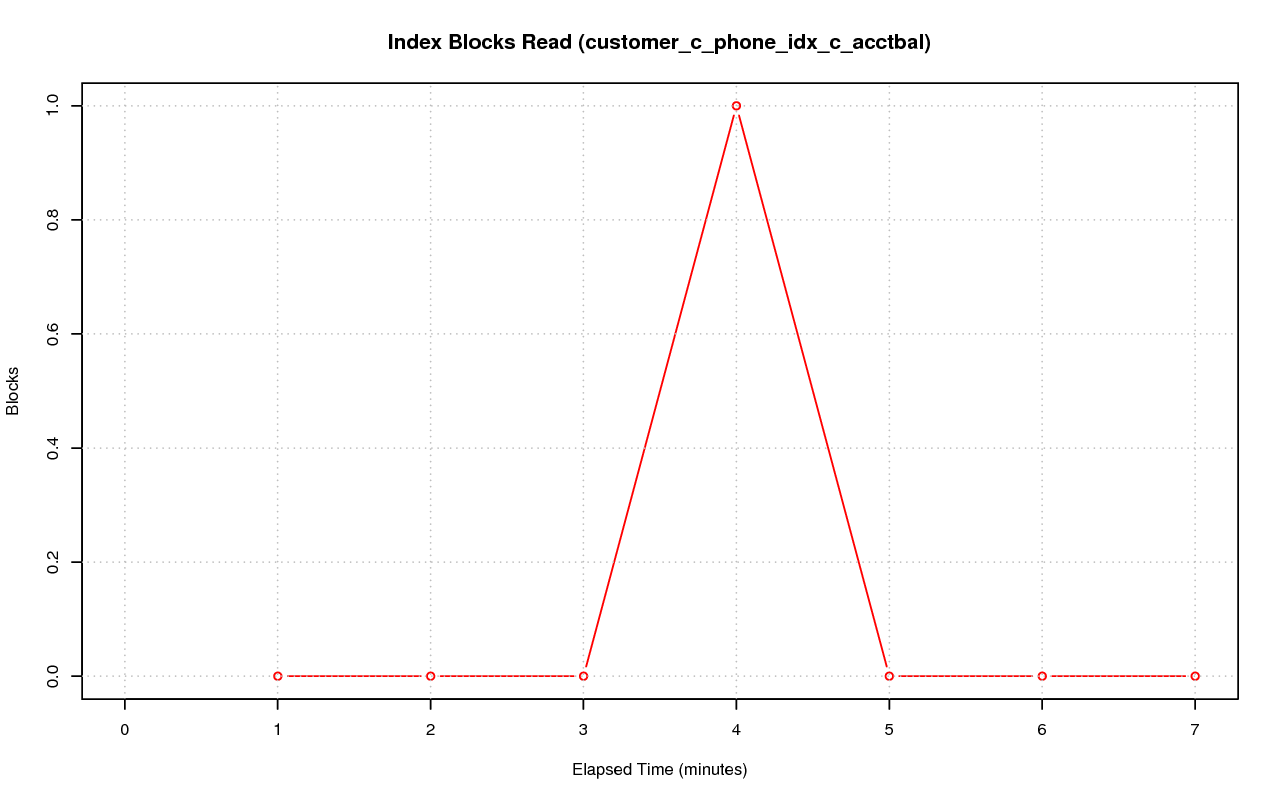 Index Blocks Read (customer_c_phone_idx_c_acctbal)
1.0
0.8
0.6
0.4
0.2
0.0
Blocks
0 1 2 3 4 5 6 7
Elapsed Time (minutes)